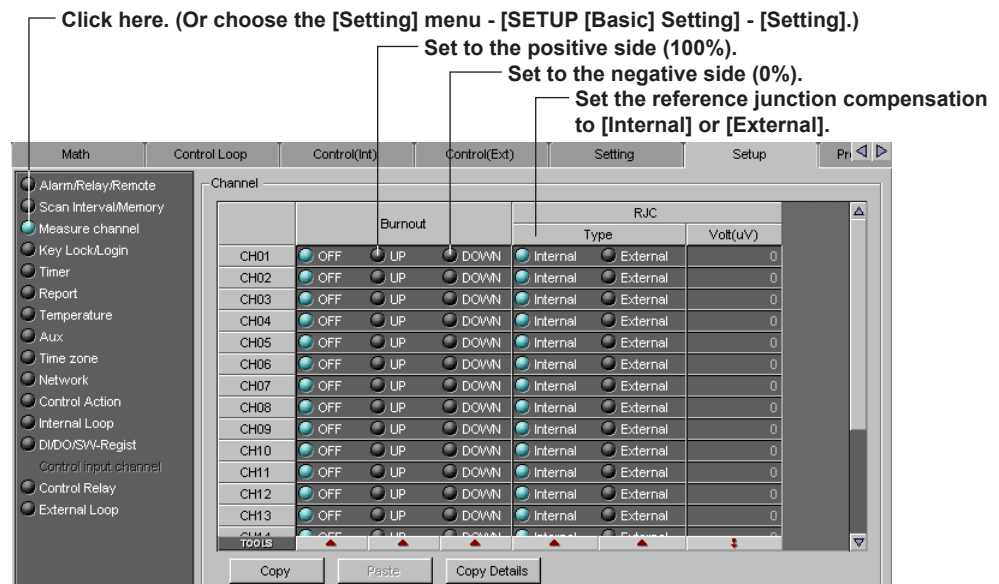 Click here. (Or choose the [Setting] menu - [SETUP [Basic] Setting] - [Setting].)
Set to the positive side (100%).
Set to the negative side (0%).
Set the reference junction compensation
to [Internal] or [External].
Math Control Loop Control(Int) Control(Ext) Setting Setup
Alarm/Relay/Remote
Scan Interval/Memory
Measure channel
Key Lock/Login
Timer
Report
Temperature
Aux
Time zone
Network
Control Action
Internal Loop
DI/DO/SW-Regist
Control input channel
Control Relay
External Loop
Channel
Burnout RJC
Type Volt(uV)
CH01 OFF UP DOWN Internal External 0
CH02 OFF UP DOWN Internal External 0
CH03 OFF UP DOWN Internal External 0
CH04 OFF UP DOWN Internal External 0
CH05 OFF UP DOWN Internal External 0
CH06 OFF UP DOWN Internal External 0
CH07 OFF UP DOWN Internal External 0
CH08 OFF UP DOWN Internal External 0
CH09 OFF UP DOWN Internal External 0
CH10 OFF UP DOWN Internal External 0
CH11 OFF UP DOWN Internal External 0
CH12 OFF UP DOWN Internal External 0
CH13 OFF UP DOWN Internal External 0
TOOLS
Copy Paste Copy Details